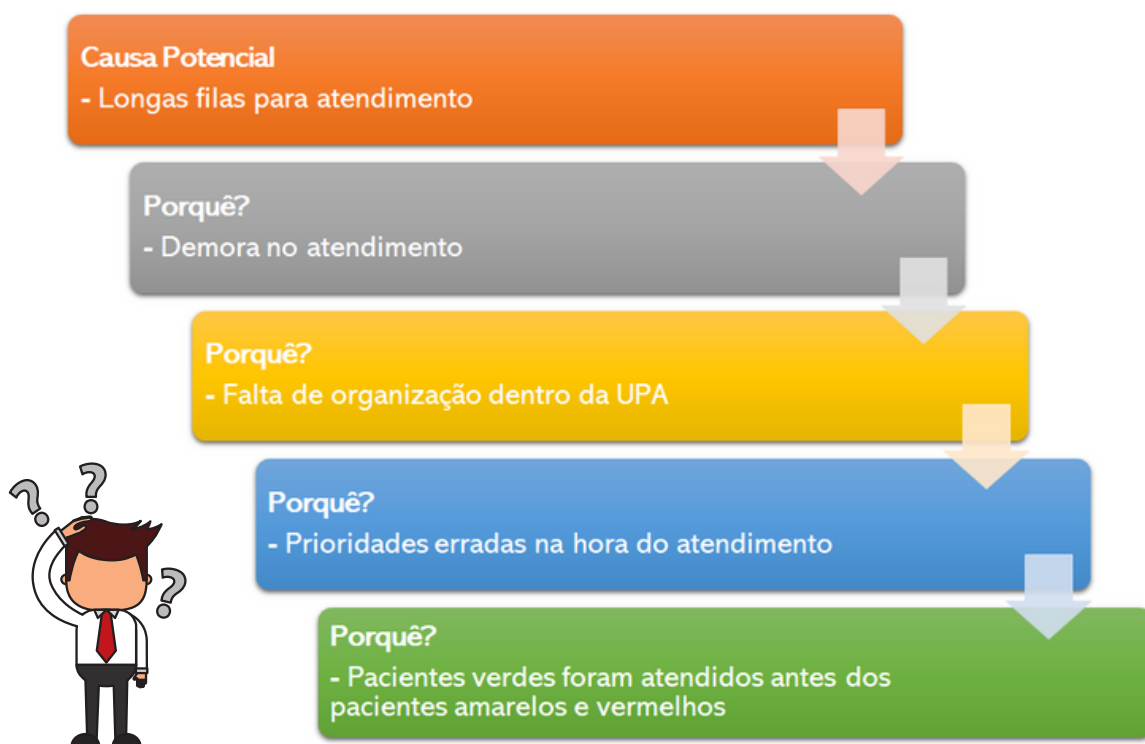 Causa Potencial
- Longas filas para atendimento
Porquê?
- Demora no atendimento
Porquê?
- Falta de organização dentro da UPA
Porquê?
- Prioridades erradas na hora do atendimento
Porquê?
- Pacientes verdes foram atendidos antes dos
pacientes amarelos e vermelhos
? ? ?